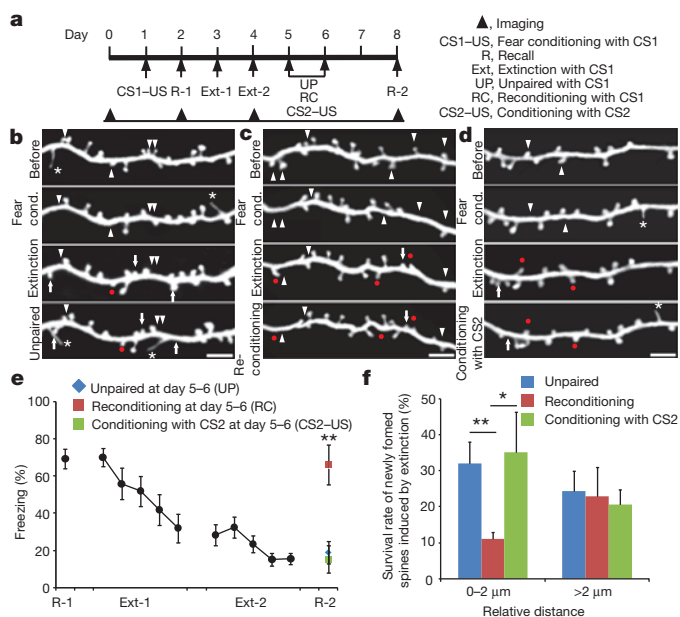 a
Day 0 1 2 3 4 5 6 8
CS1–US R-1 Ext-1 Ext-2 UP R-2
RC
CS2–US
▲, Imaging
CS1–US, Fear conditioning with CS1
R, Recall
Ext, Extinction with CS1
UP, Unpaired with CS1
RC, Reconditioning with CS1
CS2–US, Conditioning with CS2
b
Before
Fear
cond.
Extinction
Unpaired
*
*
*
*
c
Before
Fear
cond.
Extinction
Re-
conditioning
d
Before
Fear
cond.
Extinction
Conditioning
with CS2
*
*
e
Unpaired at day 5–6 (UP)
Reconditioning at day 5–6 (RC)
Conditioning with CS2 at day 5–6 (CS2–US)
**
Freezing (%)
100
80
60
40
20
0
R-1 Ext-1 Ext-2 R-2
f
Unpaired
Reconditioning
Conditioning with CS2
Survival rate of newly formed
spines induced by extinction (%)
50
40
30
20
10
0
** *
0–2 μm >2 μm
Relative distance